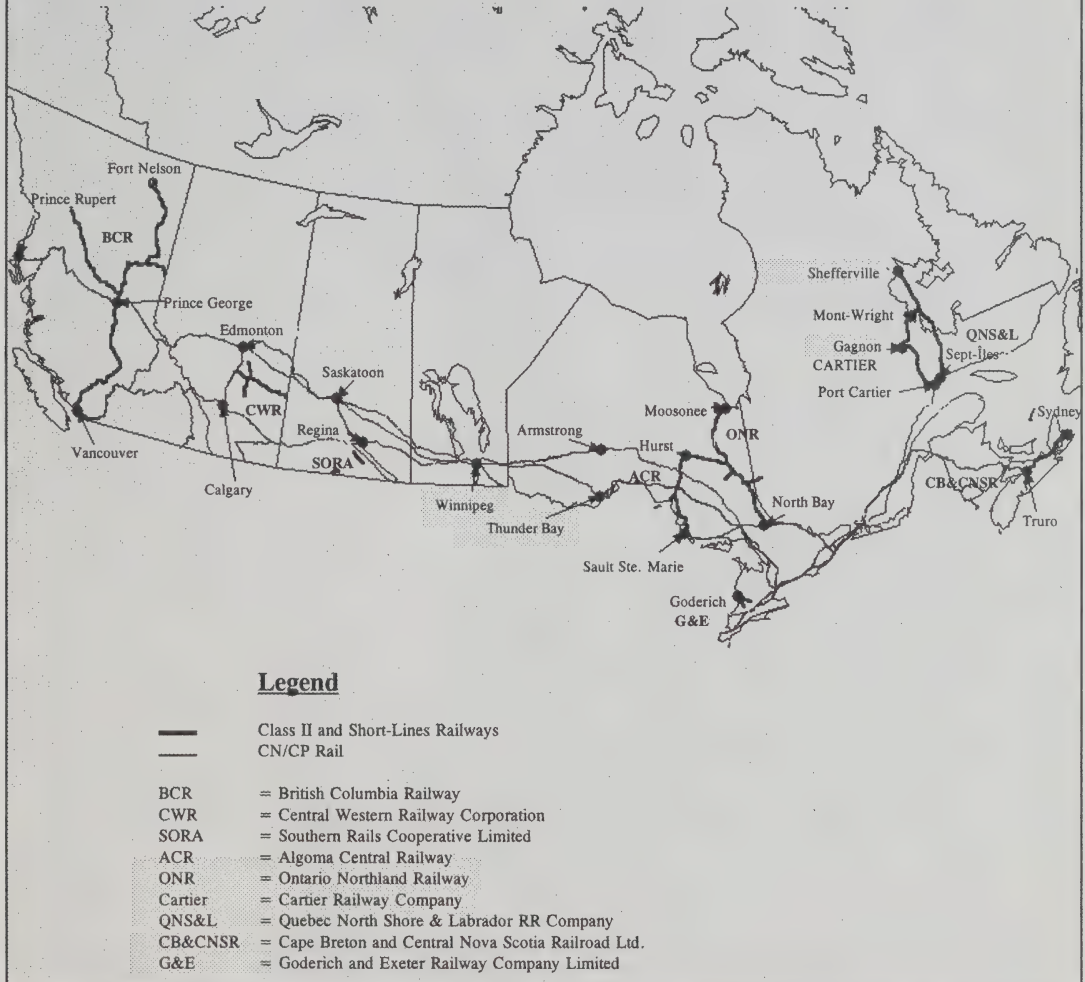 Fort Nelson
Prince Rupert
BCR
Prince George
Edmonton
Saskatoon
CWR
Regina
SORA
Vancouver
Calgary
Winnipeg
Armstrong
Thunder Bay
Hurst
ACR
Moosonee
ONR
North Bay
Sault Ste. Marie
Goderich
G&E
Shefferville
Mont-Wright
Gagnon
CARTIER
QNS&L
Sept-Îles
Port Cartier
Sydney
CB&CNSR
Truro
Legend
Class II and Short-Lines Railways
CN/CP Rail
BCR = British Columbia Railway
CWR = Central Western Railway Corporation
SORA = Southern Rails Cooperative Limited
ACR = Algoma Central Railway
ONR = Ontario Northland Railway
Cartier = Cartier Railway Company
QNS&L = Quebec North Shore & Labrador RR Company
CB&CNSR = Cape Breton and Central Nova Scotia Railroad Ltd.
G&E = Goderich and Exeter Railway Company Limited